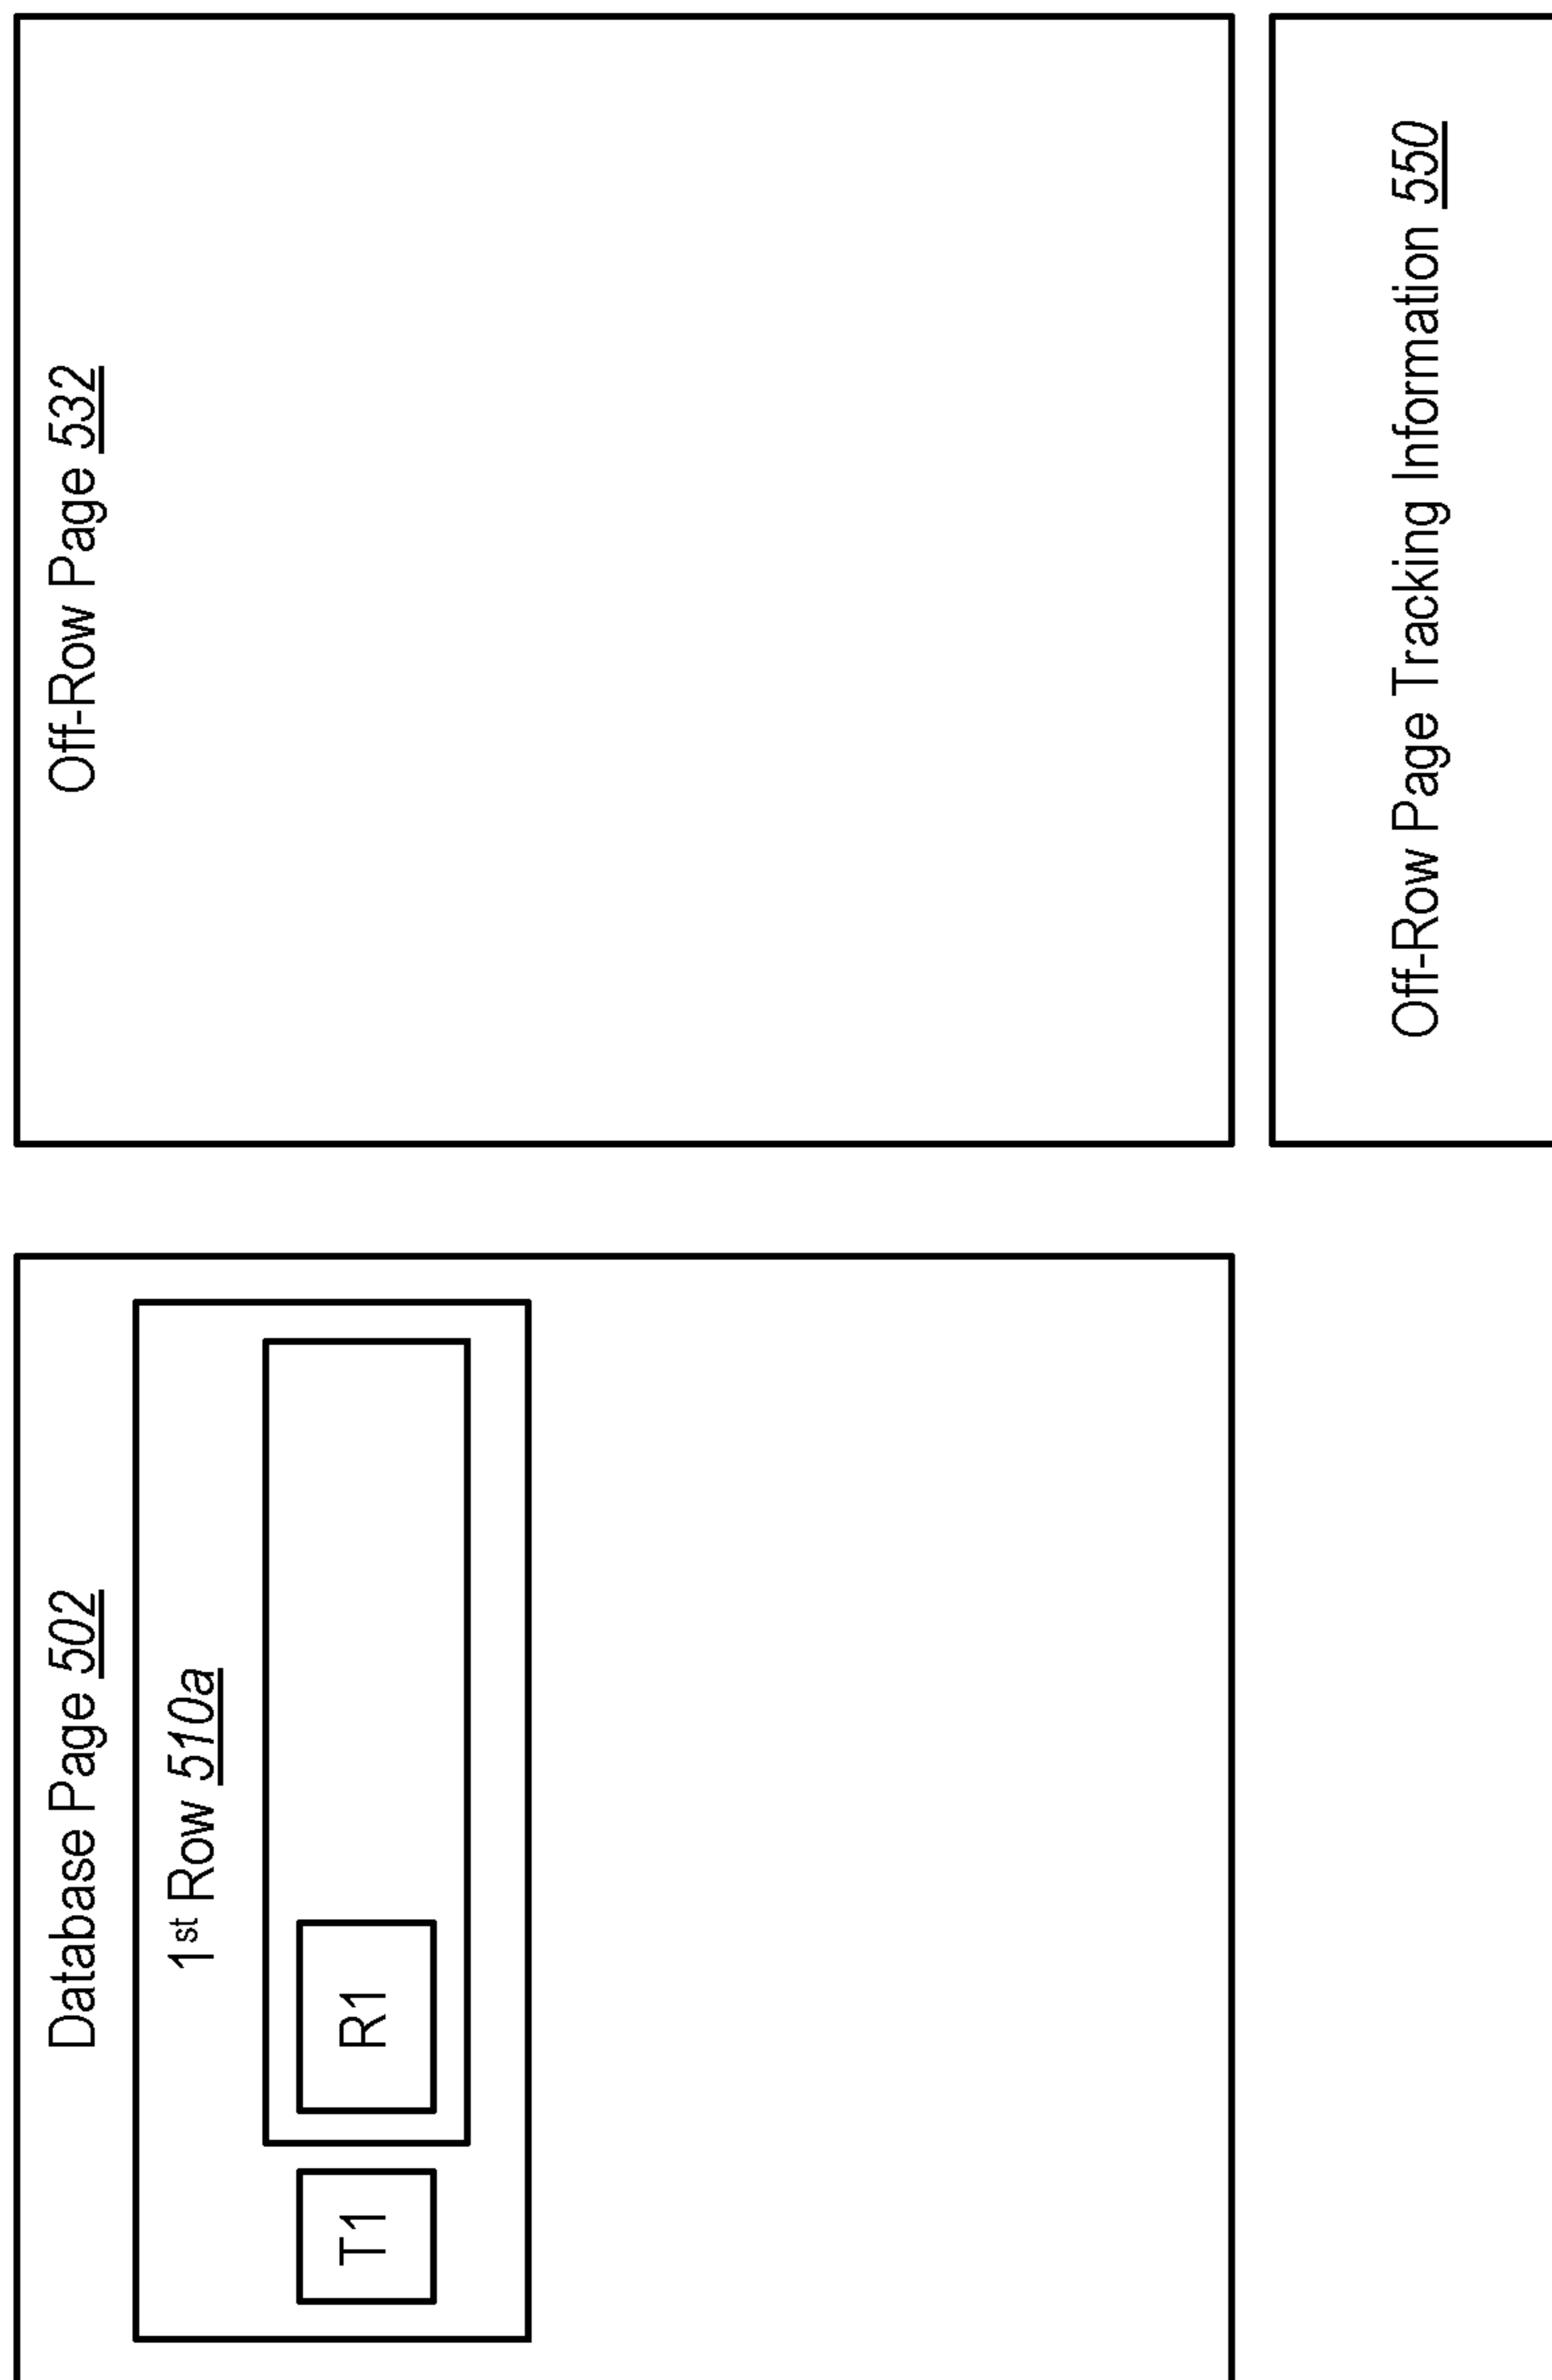 Database Page 502
1st Row 510a
T1
R1
Off-Row Page 532
Off-Row Page Tracking Information 550